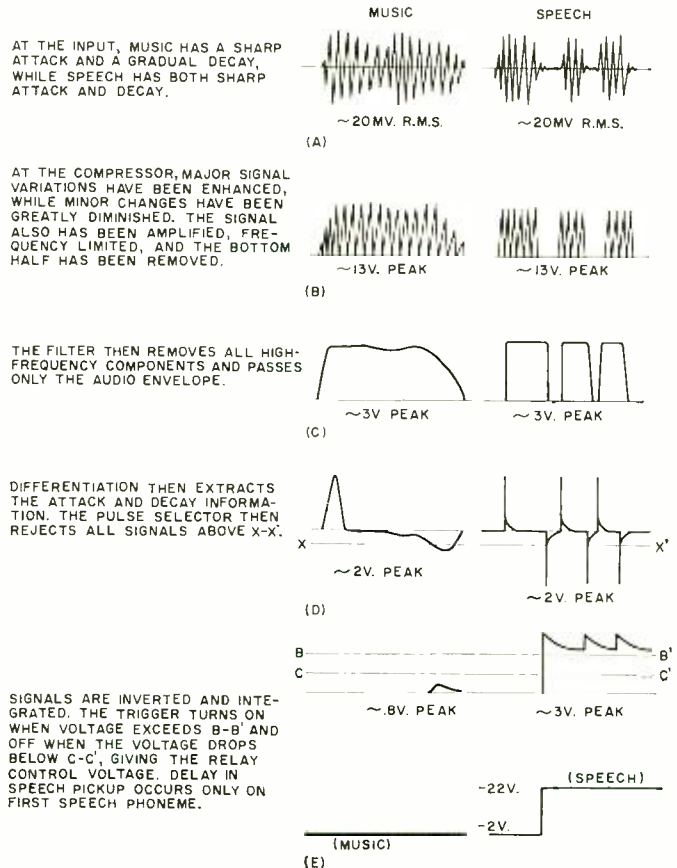 MUSIC
SPEECH
AT THE INPUT, MUSIC HAS A SHARP
ATTACK AND A GRADUAL DECAY,
WHILE SPEECH HAS BOTH SHARP
ATTACK AND DECAY.
~20MV. R.M.S.
~20MV R.M.S.
(A)
AT THE COMPRESSOR, MAJOR SIGNAL
VARIATIONS HAVE BEEN ENHANCED,
WHILE MINOR CHANGES HAVE BEEN
GREATLY DIMINISHED. THE SIGNAL
ALSO HAS BEEN AMPLIFIED, FRE-
QUENCY LIMITED, AND THE BOTTOM
HALF HAS BEEN REMOVED.
~13V. PEAK
~13V. PEAK
(B)
THE FILTER THEN REMOVES ALL HIGH-
FREQUENCY COMPONENTS AND PASSES
ONLY THE AUDIO ENVELOPE.
~3V PEAK
~3V. PEAK
(C)
DIFFERENTIATION THEN EXTRACTS
THE ATTACK AND DECAY INFORMA-
TION. THE PULSE SELECTOR THEN
REJECTS ALL SIGNALS ABOVE X-X'.
X
X'
~2V. PEAK
~2V. PEAK
(D)
B
B'
C
C'
~.8V. PEAK
~3V. PEAK
SIGNALS ARE INVERTED AND INTE-
GRATED. THE TRIGGER TURNS ON
WHEN VOLTAGE EXCEEDS B-B' AND
OFF WHEN THE VOLTAGE DROPS
BELOW C-C', GIVING THE RELAY
CONTROL VOLTAGE. DELAY IN
SPEECH PICKUP OCCURS ONLY ON
FIRST SPEECH PHONEME.
-22V.
(SPEECH)
-2V.
(MUSIC)
(E)